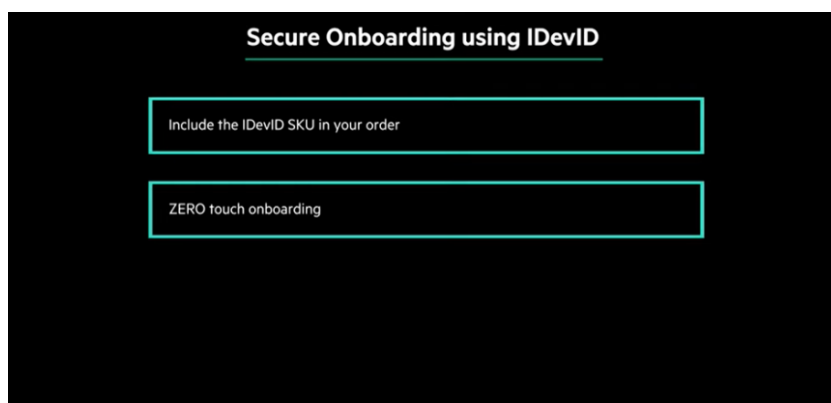 Secure Onboarding using IDevID
Include the IDevID SKU in your order
ZERO touch onboarding